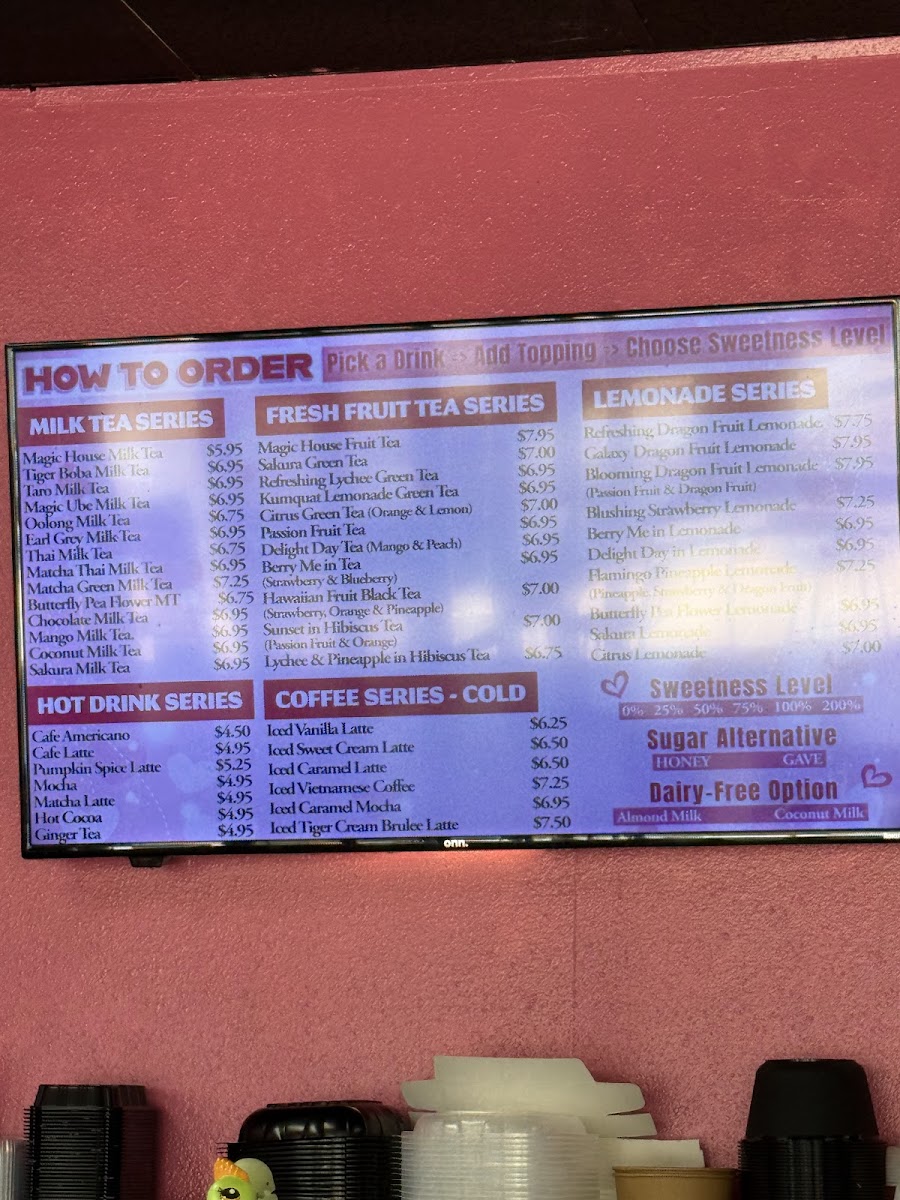 HOW TO ORDER Pick a Drink -> Add Topping -> Choose Sweetness Level
MILK TEA SERIES
Magic House Milk Tea $5.95
Tiger Boba Milk Tea $6.95
Taro Milk Tea $6.95
Magic Ube Milk Tea $6.95
Oolong Milk Tea $6.75
Earl Grey Milk Tea $6.95
Thai Milk Tea $6.75
Matcha Thai Milk Tea $6.95
Matcha Green Milk Tea $7.25
Butterfly Pea Flower MT $6.75
Chocolate Milk Tea $6.95
Mango Milk Tea. $6.95
Coconut Milk Tea $6.95
Sakura Milk Tea $6.95
HOT DRINK SERIES
Cafe Americano $4.50
Cafe Latte $4.95
Pumpkin Spice Latte $5.25
Mocha $4.95
Matcha Latte $4.95
Hot Cocoa $4.95
Ginger Tea $4.95
FRESH FRUIT TEA SERIES
Magic House Fruit Tea $7.95
Sakura Green Tea $7.00
Refreshing Lychee Green Tea $6.95
Kumquat Lemonade Green Tea $6.95
Citrus Green Tea (Orange & Lemon) $7.00
Passion Fruit Tea $6.95
Delight Day Tea (Mango & Peach) $6.95
Berry Me in Tea $6.95
(Strawberry & Blueberry)
Hawaiian Fruit Black Tea $7.00
(Strawberry, Orange & Pineapple)
Sunset in Hibiscus Tea $7.00
(Passion Fruit & Orange)
Lychee & Pineapple in Hibiscus Tea $6.75
COFFEE SERIES - COLD
Iced Vanilla Latte $6.25
Iced Sweet Cream Latte $6.50
Iced Caramel Latte $6.50
Iced Vietnamese Coffee $7.25
Iced Caramel Mocha $6.95
Iced Tiger Cream Brulee Latte $7.50
LEMONADE SERIES
Refreshing Dragon Fruit Lemonade $7.75
Galaxy Dragon Fruit Lemonade $7.95
Blooming Dragon Fruit Lemonade $7.95
(Passion Fruit & Dragon Fruit)
Blushing Strawberry Lemonade $7.25
Berry Me in Lemonade $6.95
Delight Day in Lemonade $6.95
Flamingo Pineapple Lemonade $7.25
(Pineapple, Strawberry & Dragon Fruit)
Butterfly Pea Flower Lemonade $6.95
Sakura Lemonade $6.95
Citrus Lemonade $7.00
Sweetness Level
0% 25% 50% 75% 100% 200%
Sugar Alternative
HONEY GAVE
Dairy-Free Option
Almond Milk Coconut Milk
onn.